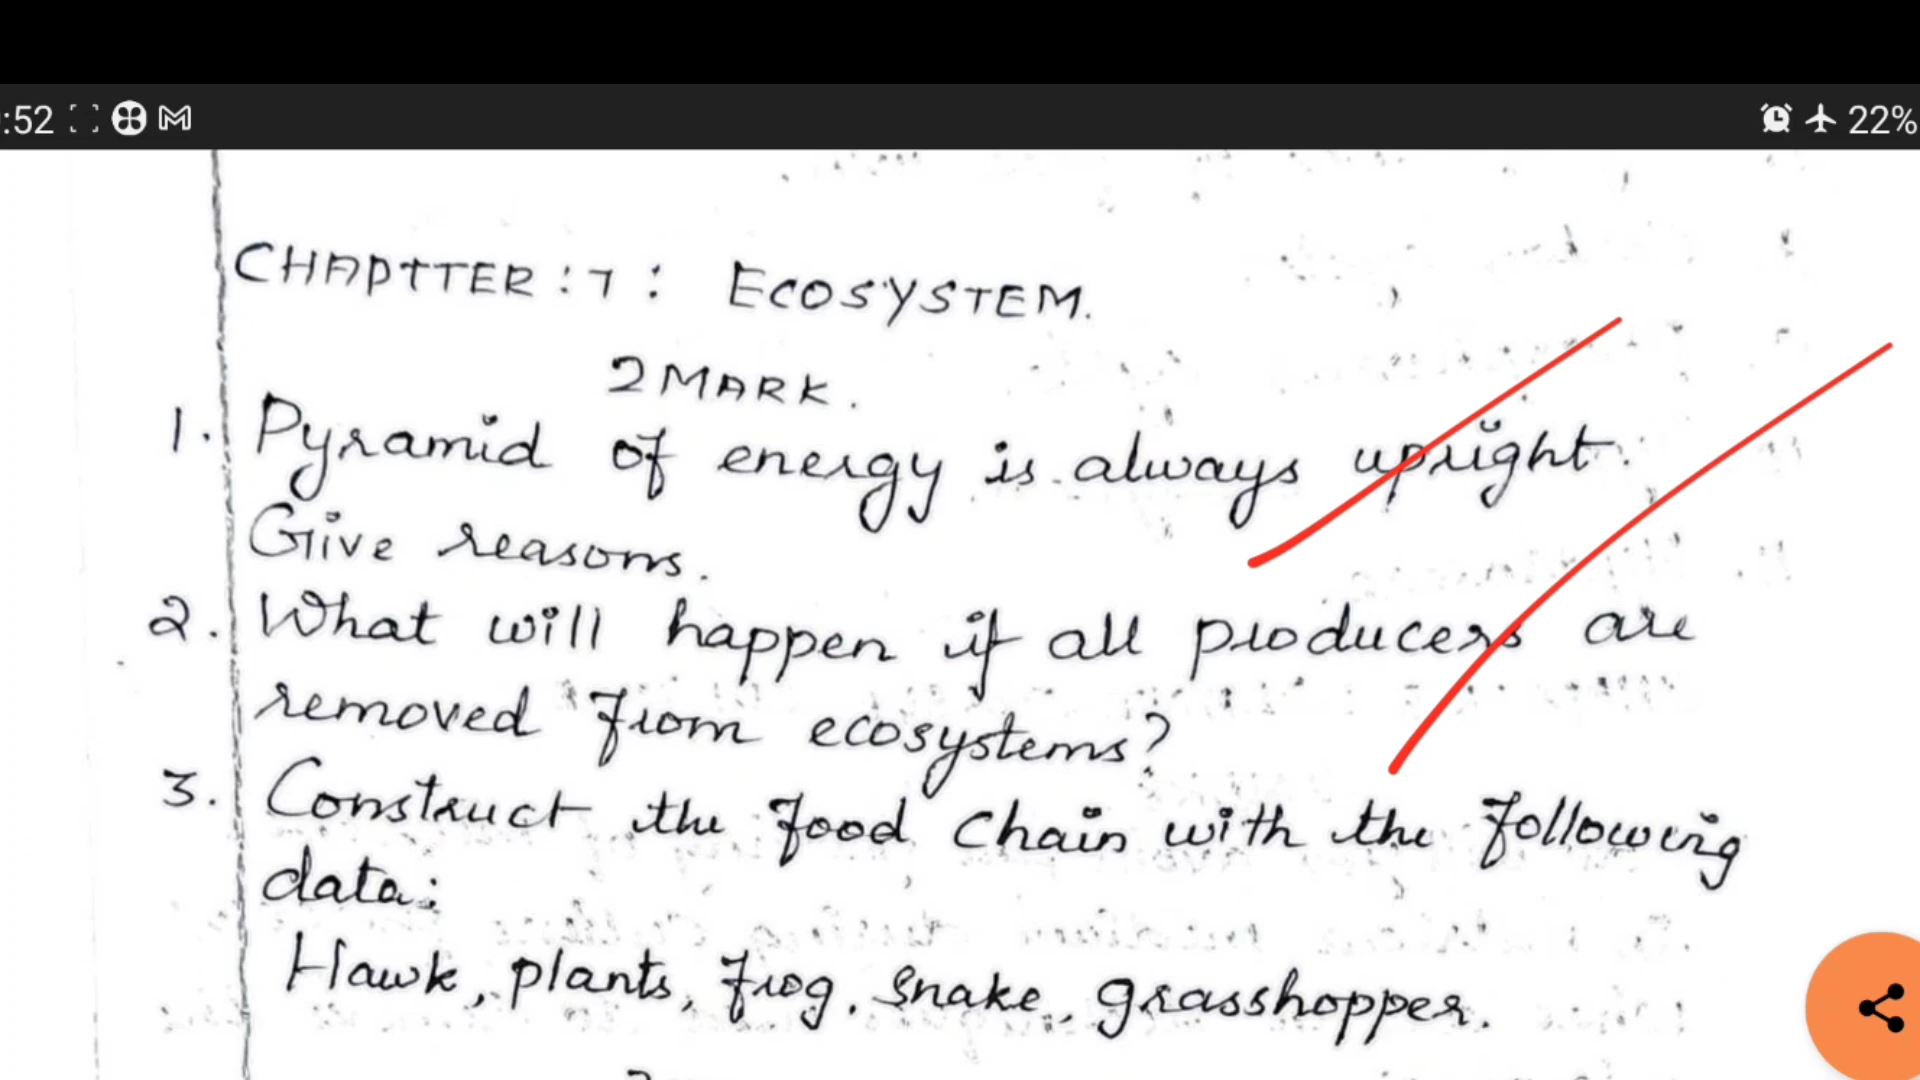 :52
22%
CHAPTTER : 7 : ECOSYSTEM.
2 MARK.
1. Pyramid of energy is always upright.
Give reasons.
2. What will happen if all producers are
removed from ecosystems?
3. Construct the food chain with the following
data:
Hawk, plants, frog, snake, grasshopper.